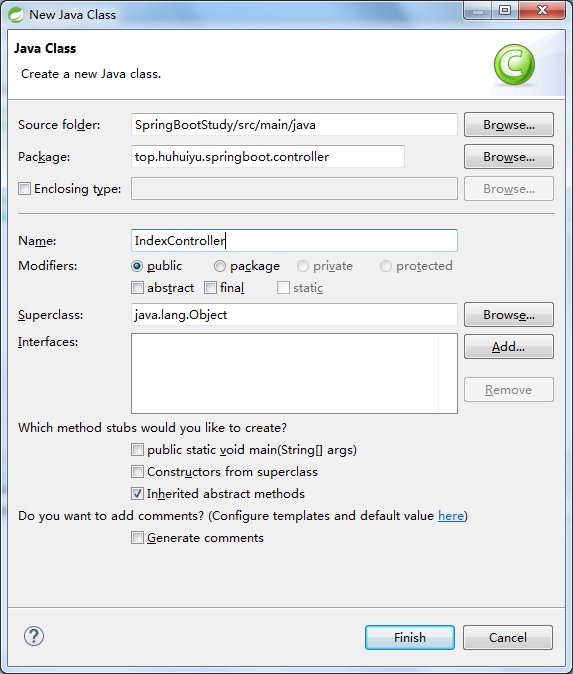 New Java Class
Java Class
Create a new Java class.
C
Source folder: SpringBootStudy/src/main/java Browse...
Package: top.huhuiyu.springboot.controller Browse...
Enclosing type: Browse...
Name: IndexController
Modifiers: public package private protected
abstract final static
Superclass: java.lang.Object Browse...
Interfaces: Add...
Remove
Which method stubs would you like to create?
public static void main(String[] args)
Constructors from superclass
Inherited abstract methods
Do you want to add comments? (Configure templates and default value here)
Generate comments
? Finish Cancel